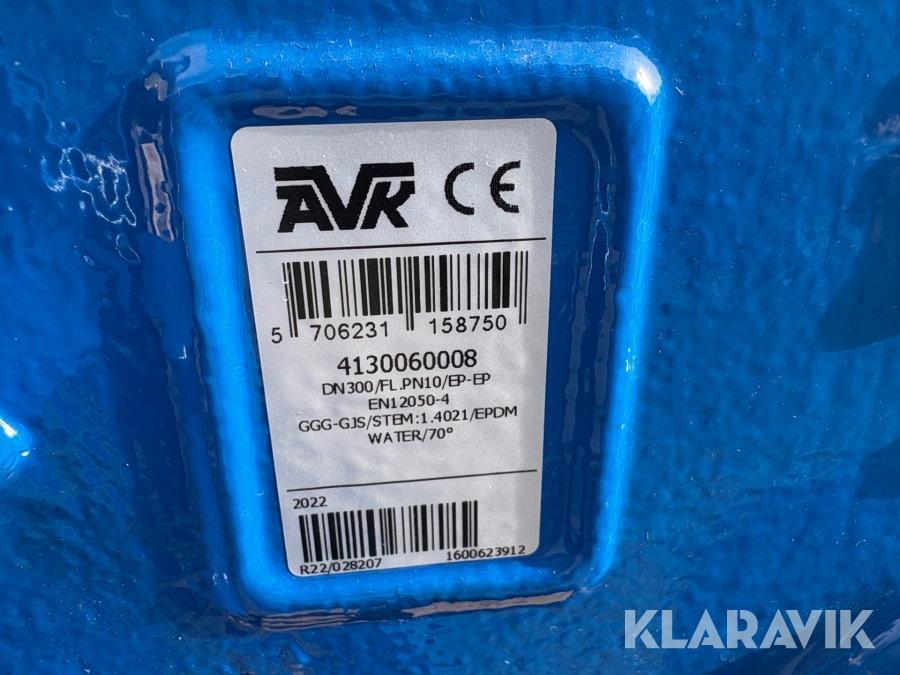 AVK CE
5 706231 158750
4130060008
DN300/FL.PN10/EP-EP
EN12050-4
GGG-GJS/STEM:1.4021/EPDM
WATER/70°
2022
R22/028207 1600623912
KLARAVIK